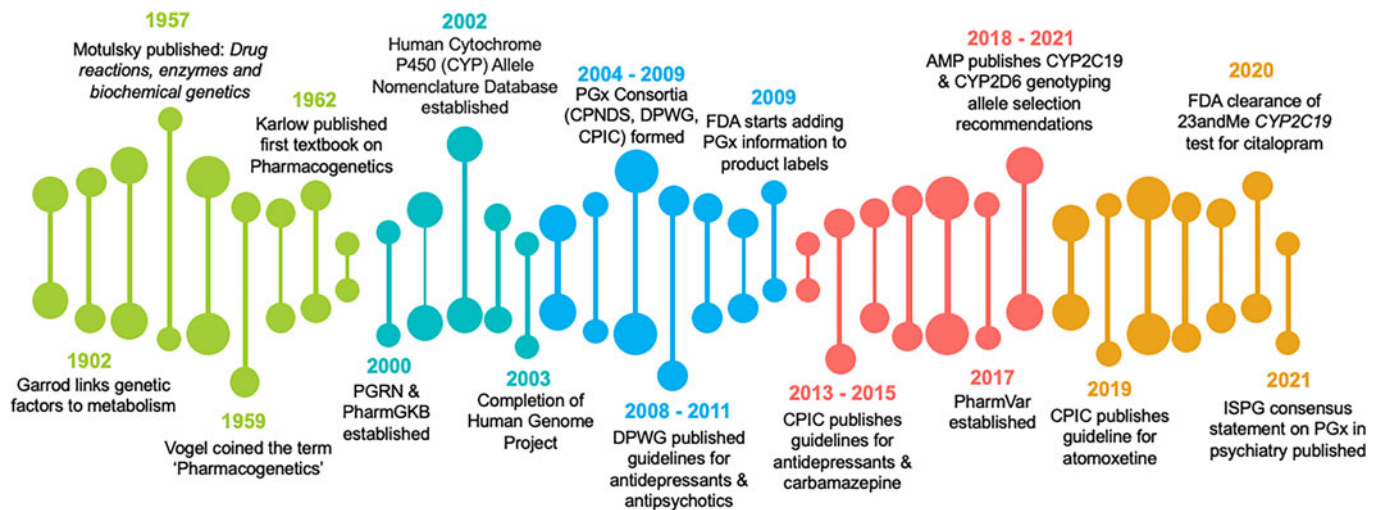 1957
Motulsky published: Drug
reactions, enzymes and
biochemical genetics
1962
Karlow published
first textbook on
Pharmacogenetics
2002
Human Cytochrome
P450 (CYP) Allele
Nomenclature Database
established
2004 - 2009
PGx Consortia
(CPNDS, DPWG,
CPIC) formed
2009
FDA starts adding
PGx information to
product labels
2018 - 2021
AMP publishes CYP2C19
& CYP2D6 genotyping
allele selection
recommendations
2020
FDA clearance of
23andMe CYP2C19
test for citalopram
1902
Garrod links genetic
factors to metabolism
1959
Vogel coined the term
‘Pharmacogenetics’
2000
PGRN &
PharmGKB
established
2003
Completion of
Human Genome
Project
2008 - 2011
DPWG published
guidelines for
antidepressants &
antipsychotics
2013 - 2015
CPIC publishes
guidelines for
antidepressants &
carbamazepine
2017
PharmVar
established
2019
CPIC publishes
guideline for
atomoxetine
2021
ISPG consensus
statement on PGx in
psychiatry published